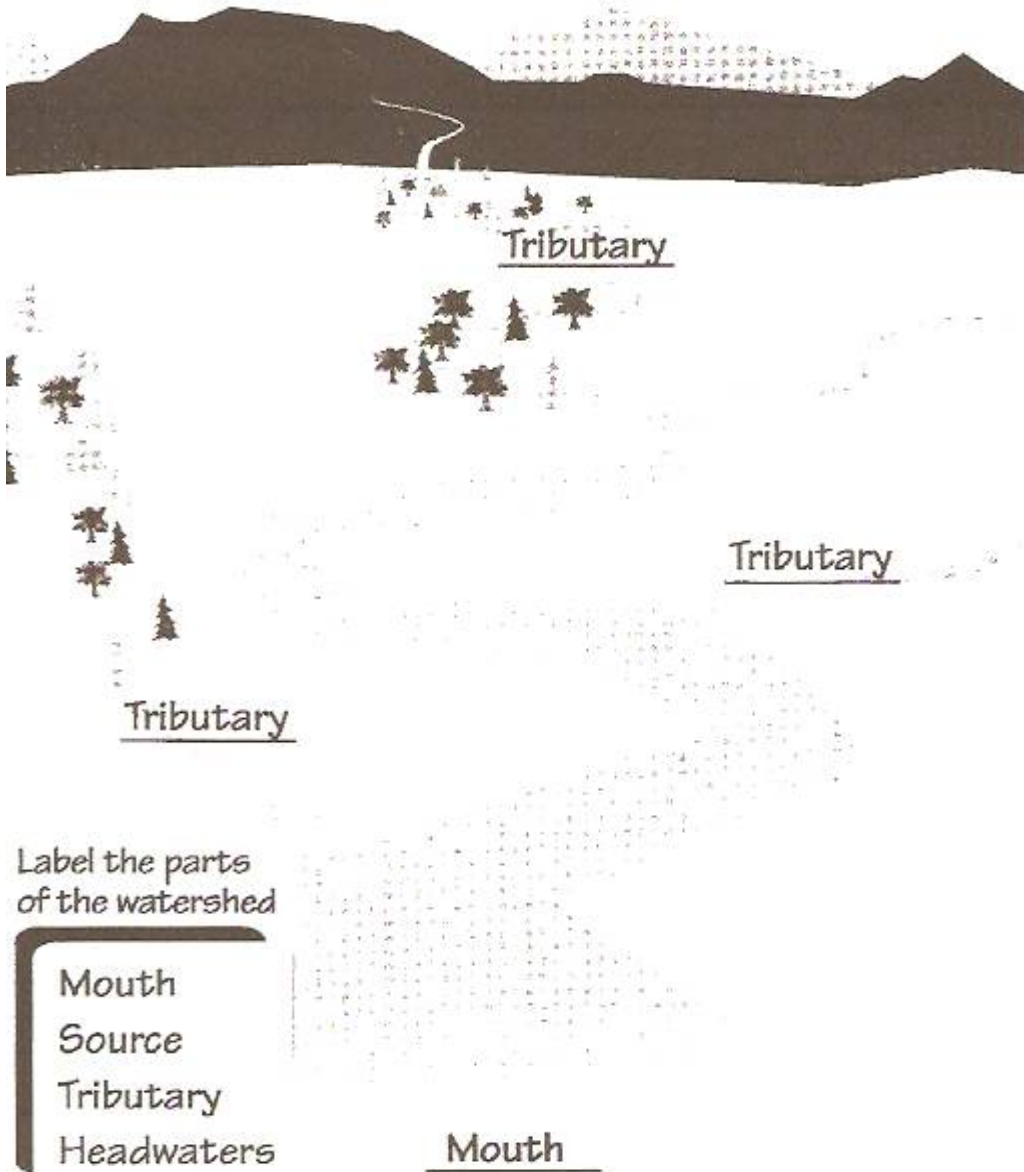 Tributary
Tributary
Tributary
Label the parts
of the watershed
Mouth
Source
Tributary
Headwaters
Mouth